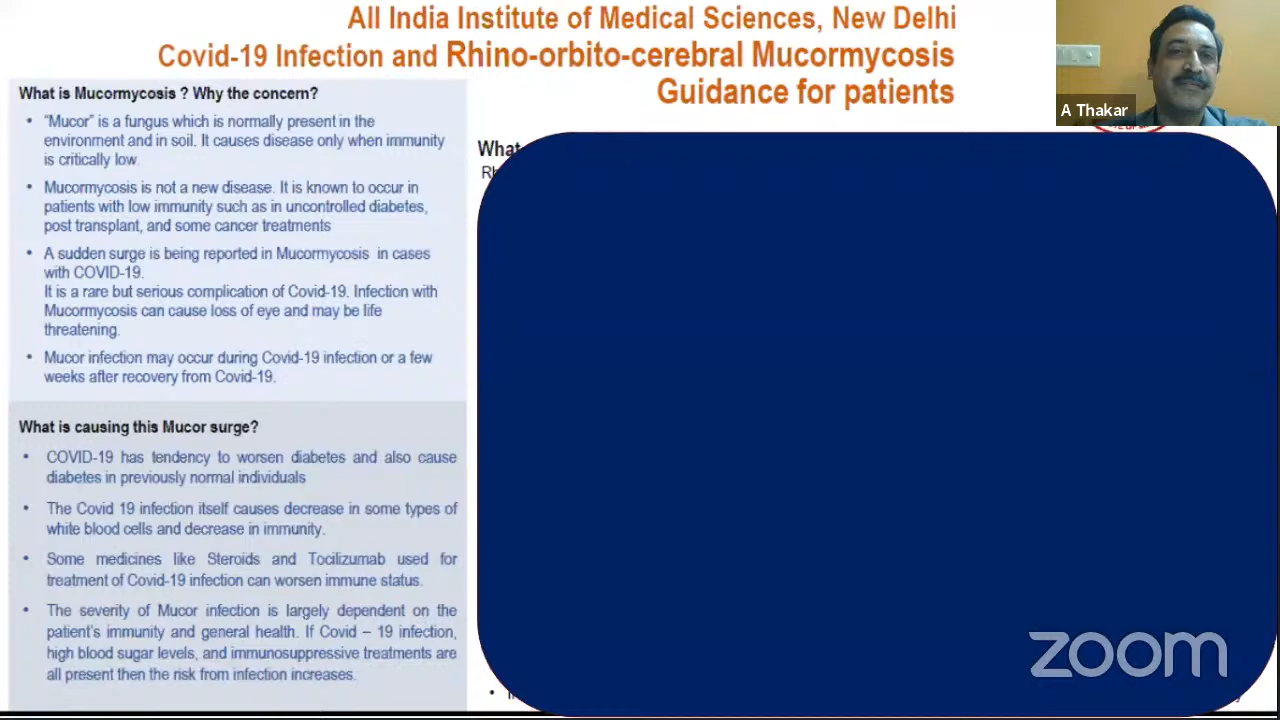 All India Institute of Medical Sciences, New Delhi
Covid-19 Infection and Rhino-orbito-cerebral Mucormycosis
Guidance for patients
A Thakar
What is Mucormycosis ? Why the concern?
• "Mucor" is a fungus which is normally present in the
environment and in soil. It causes disease only when immunity
is critically low.
• Mucormycosis is not a new disease. It is known to occur in
patients with low immunity such as in uncontrolled diabetes,
post transplant, and some cancer treatments
• A sudden surge is being reported in Mucormycosis in cases
with COVID-19.
It is a rare but serious complication of Covid-19. Infection with
Mucormycosis can cause loss of eye and may be life
threatening.
• Mucor infection may occur during Covid-19 infection or a few
weeks after recovery from Covid-19.
What is causing this Mucor surge?
• COVID-19 has tendency to worsen diabetes and also cause
diabetes in previously normal individuals
• The Covid 19 infection itself causes decrease in some types of
white blood cells and decrease in immunity.
• Some medicines like Steroids and Tocilizumab used for
treatment of Covid-19 infection can worsen immune status.
• The severity of Mucor infection is largely dependent on the
patient's immunity and general health. If Covid – 19 infection,
high blood sugar levels, and immunosuppressive treatments are
all present then the risk from infection increases.
What
zoom